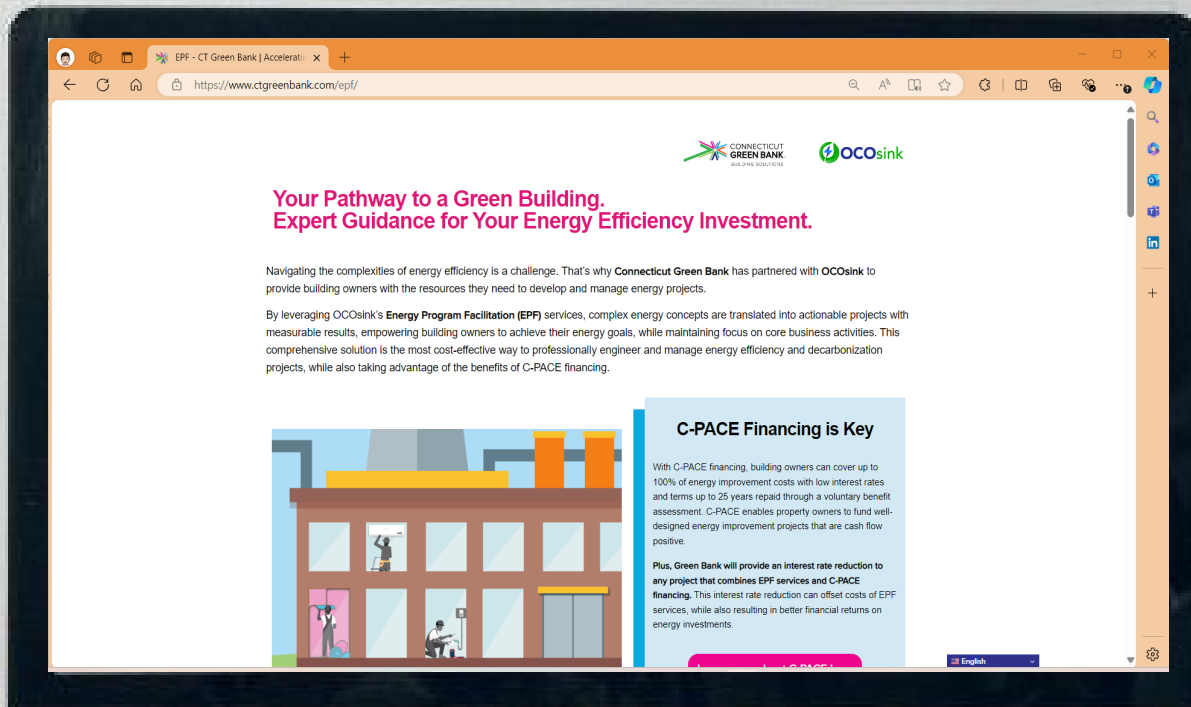 EPF - CT Green Bank | Acceleratin
https://www.ctgreenbank.com/epf/
CONNECTICUT
GREEN BANK.
BUILDING SOLUTIONS
OCOsink
Your Pathway to a Green Building.
Expert Guidance for Your Energy Efficiency Investment.
Navigating the complexities of energy efficiency is a challenge. That's why Connecticut Green Bank has partnered with OCOsink to
provide building owners with the resources they need to develop and manage energy projects.
By leveraging OCOsink's Energy Program Facilitation (EPF) services, complex energy concepts are translated into actionable projects with
measurable results, empowering building owners to achieve their energy goals, while maintaining focus on core business activities. This
comprehensive solution is the most cost-effective way to professionally engineer and manage energy efficiency and decarbonization
projects, while also taking advantage of the benefits of C-PACE financing.
C-PACE Financing is Key
With C-PACE financing, building owners can cover up to
100% of energy improvement costs with low interest rates
and terms up to 25 years repaid through a voluntary benefit
assessment. C-PACE enables property owners to fund well-
designed energy improvement projects that are cash flow
positive.
Plus, Green Bank will provide an interest rate reduction to
any project that combines EPF services and C-PACE
financing. This interest rate reduction can offset costs of EPF
services, while also resulting in better financial returns on
energy investments.
English